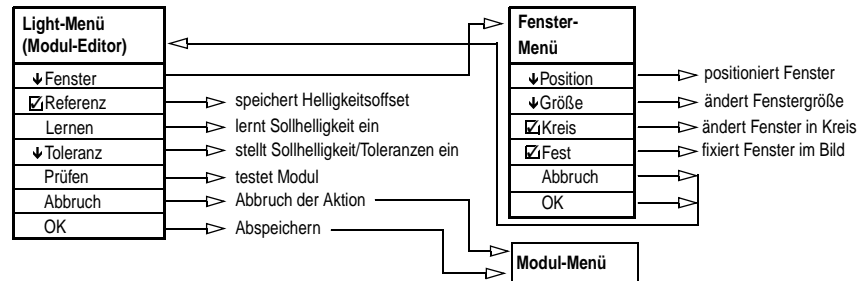 Light-Menü
(Modul-Editor)
Fenster
Referenz
speichert Helligkeitsoffset
Lernen
lernt Sollhelligkeit ein
Toleranz
stellt Sollhelligkeit/Toleranzen ein
Prüfen
testet Modul
Abbruch
Abbruch der Aktion
OK
Abspeichern
Fenster-
Menü
Position
positioniert Fenster
Größe
ändert Fenstergröße
Kreis
ändert Fenster in Kreis
Fest
fixiert Fenster im Bild
Abbruch
OK
Modul-Menü